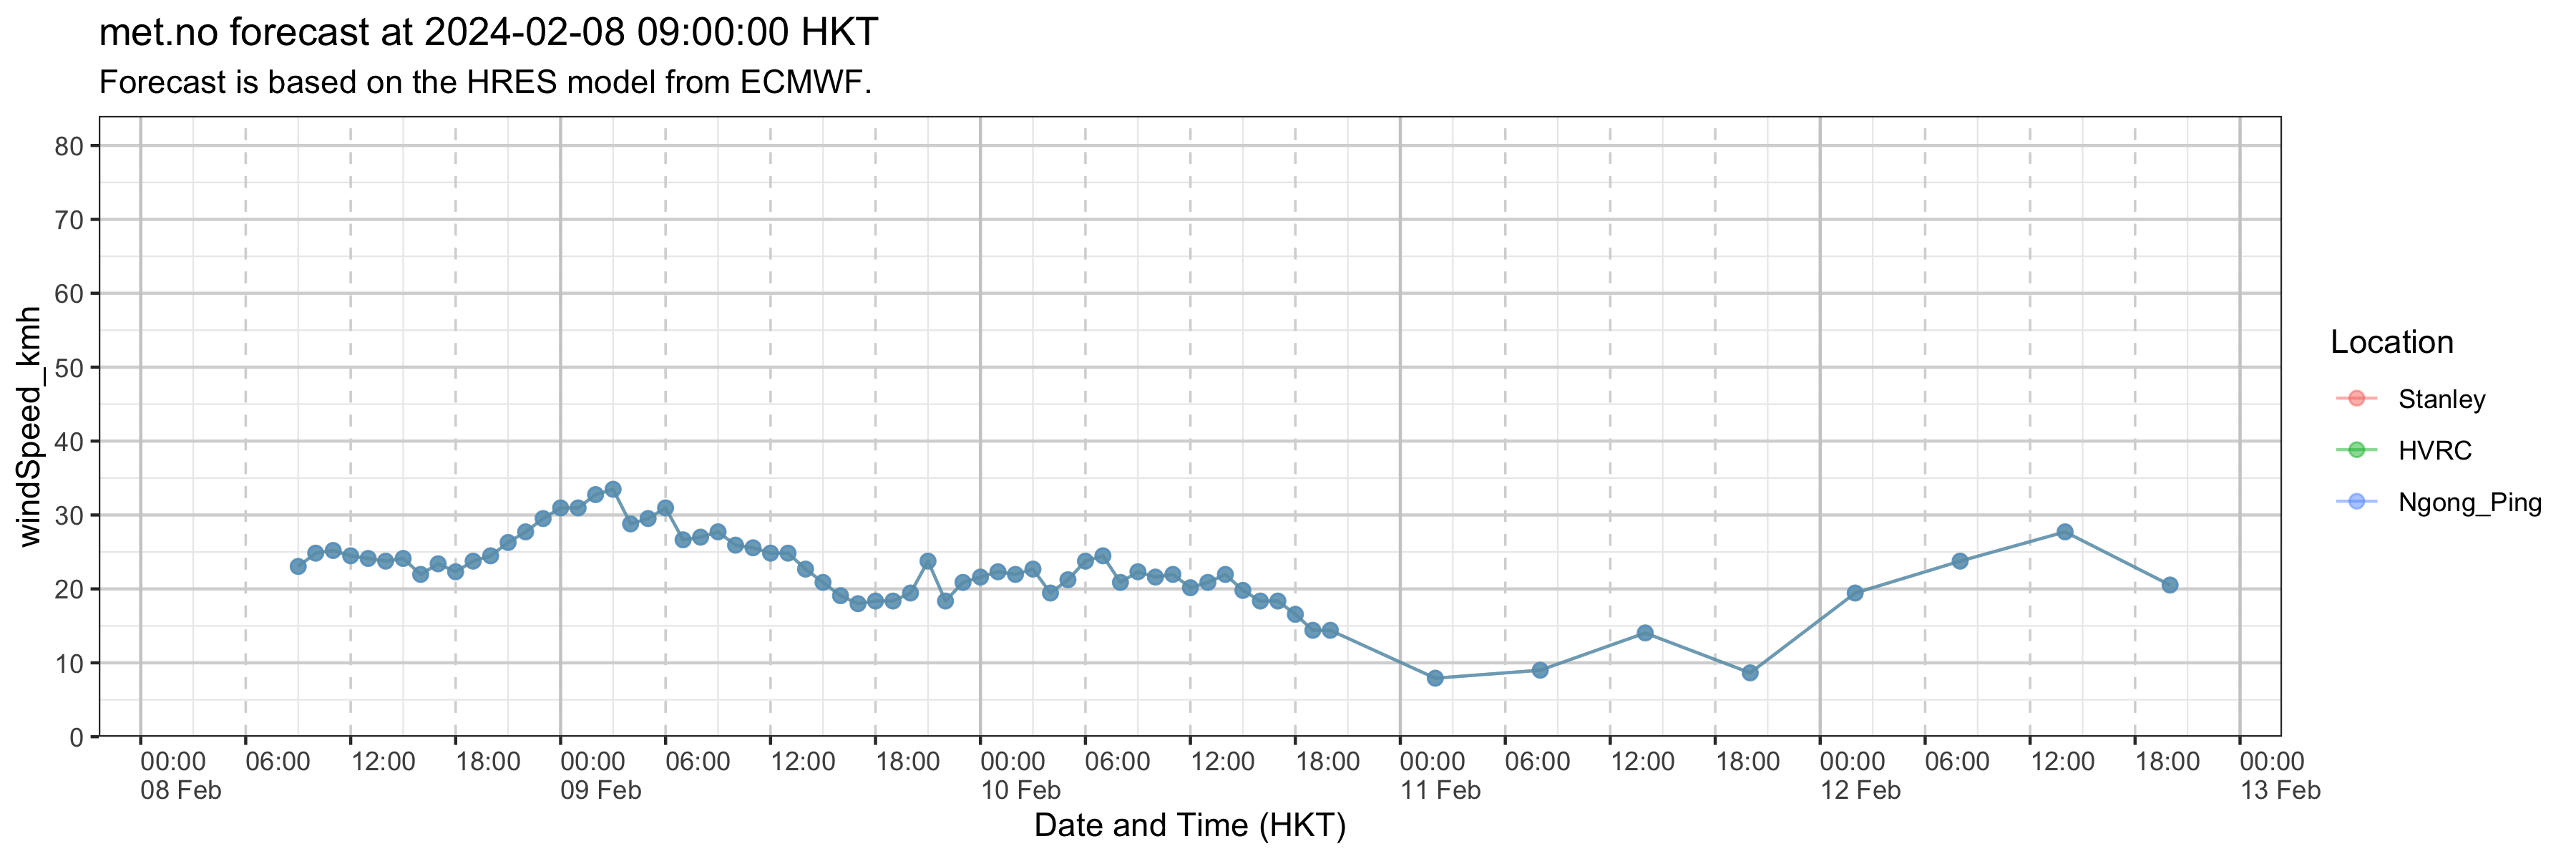 met.no forecast at 2024-02-08 09:00:00 HKT
Forecast is based on the HRES model from ECMWF.
windSpeed_kmh
80
70
60
50
40
30
20
10
0
00:00 06:00 12:00 18:00 00:00 06:00 12:00 18:00 00:00 06:00 12:00 18:00 00:00 06:00 12:00 18:00 00:00 06:00 12:00 18:00 00:00
08 Feb 09 Feb 10 Feb 11 Feb 12 Feb 13 Feb
Date and Time (HKT)
Location
Stanley
HVRC
Ngong_Ping